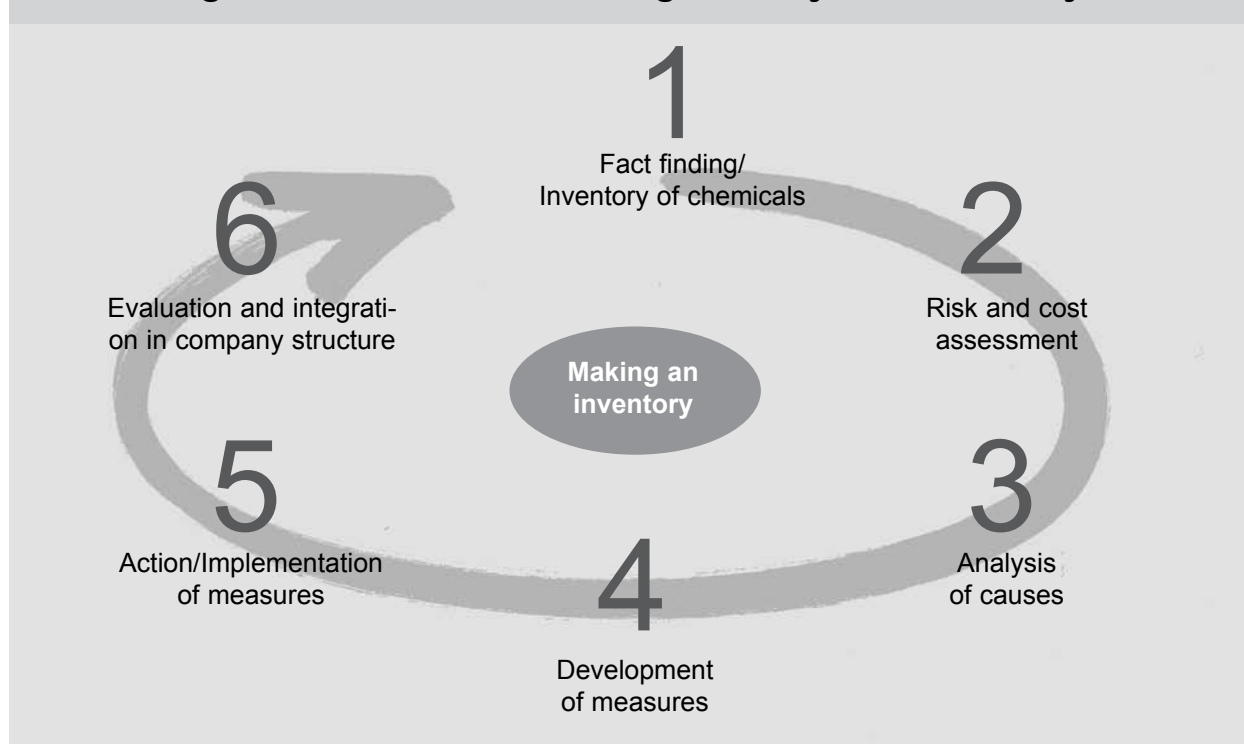 1
Fact finding/
Inventory of chemicals
2
Risk and cost
assessment
3
Analysis
of causes
4
Development
of measures
5
Action/Implementation
of measures
6
Evaluation and integrati-
on in company structure
Making an
inventory